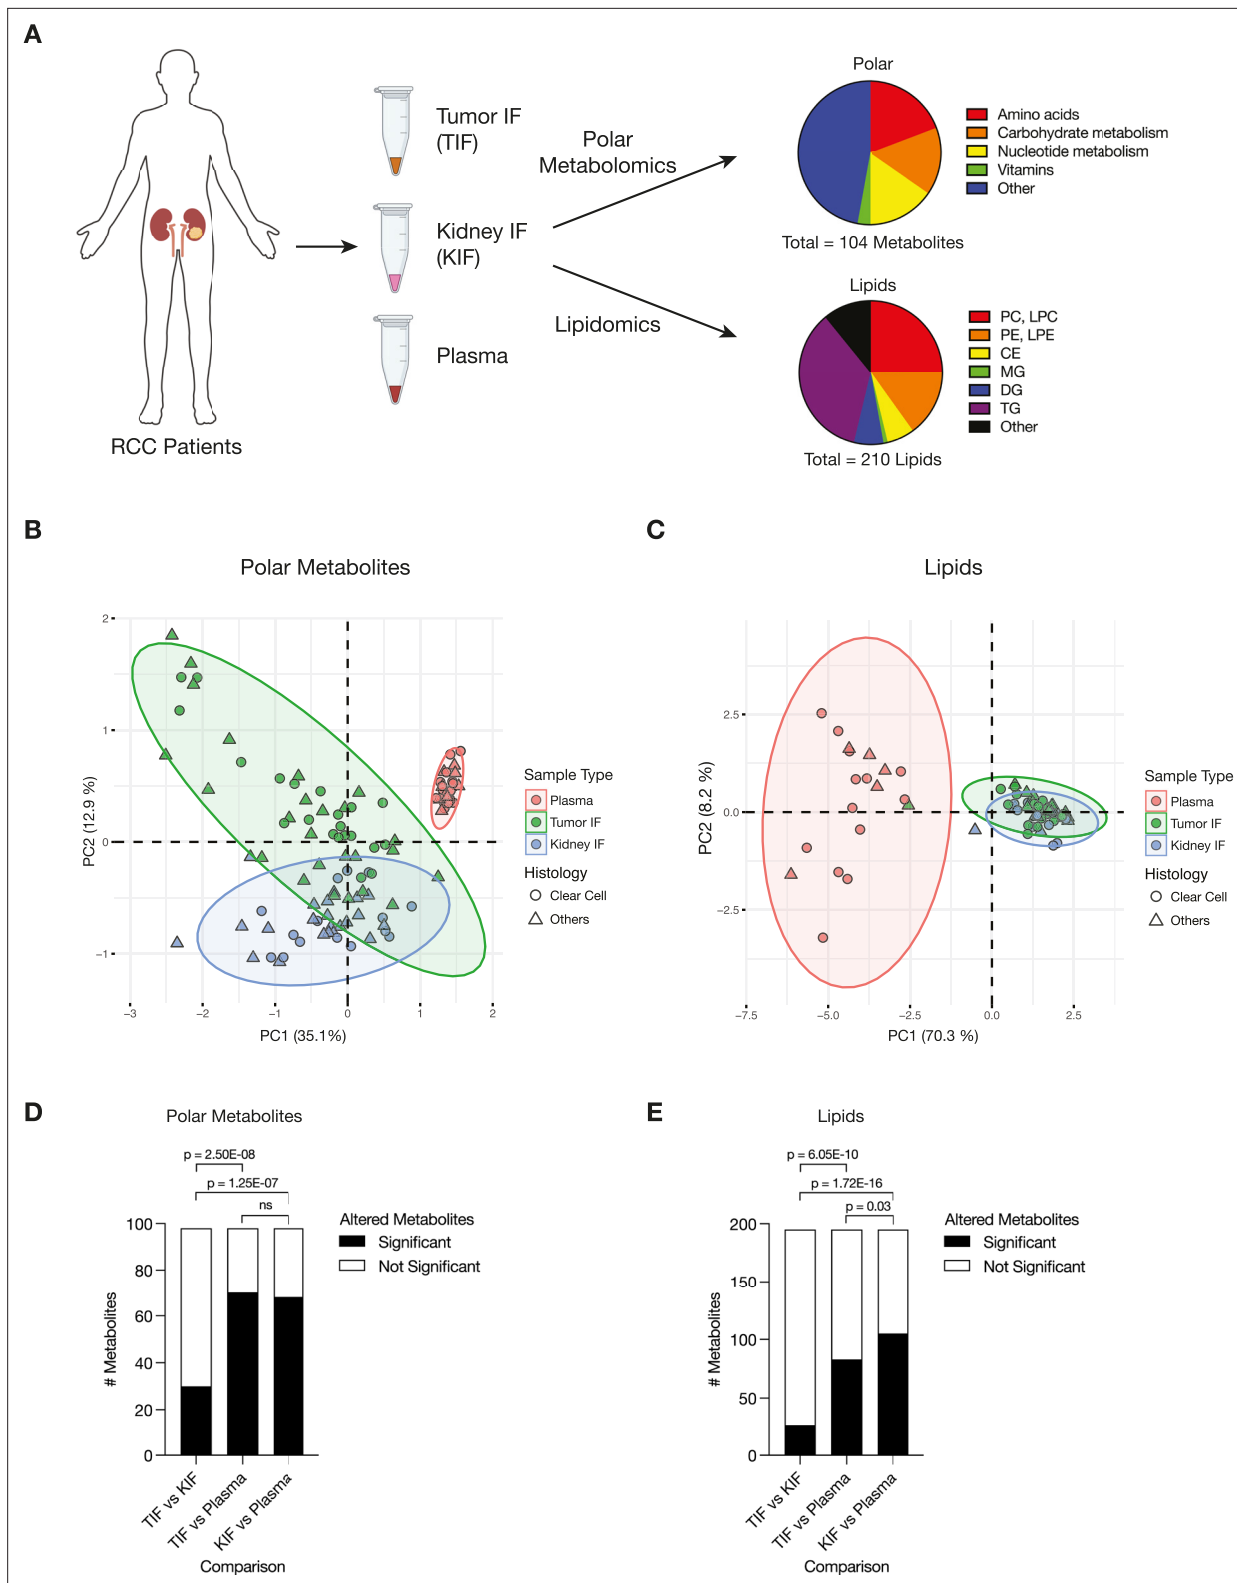 A
Tumor IF
(TIF)
Kidney IF
(KIF)
Plasma
RCC Patients
Polar
Metabolomics
Lipidomics
Polar
Amino acids
Carbohydrate metabolism
Nucleotide metabolism
Vitamins
Other
Total = 104 Metabolites
Lipids
PC, LPC
PE, LPE
CE
MG
DG
TG
Other
Total = 210 Lipids
B
Polar Metabolites
PC2 (12.9 %)
2
1
0
−1
−3
−2
−1
0
1
2
PC1 (35.1%)
Sample Type
Plasma
Tumor IF
Kidney IF
Histology
Clear Cell
Others
C
Lipids
PC2 (8.2 %)
2.5
0.0
−2.5
−7.5
−5.0
−2.5
0.0
2.5
PC1 (70.3 %)
Sample Type
Plasma
Tumor IF
Kidney IF
Histology
Clear Cell
Others
D
Polar Metabolites
p = 2.50E-08
p = 1.25E-07
ns
# Metabolites
100
80
60
40
20
0
TIF vs KIF
TIF vs Plasma
KIF vs Plasma
Comparison
Altered Metabolites
Significant
Not Significant
E
Lipids
p = 6.05E-10
p = 1.72E-16
p = 0.03
# Metabolites
200
150
100
50
0
TIF vs KIF
TIF vs Plasma
KIF vs Plasma
Comparison
Altered Metabolites
Significant
Not Significant